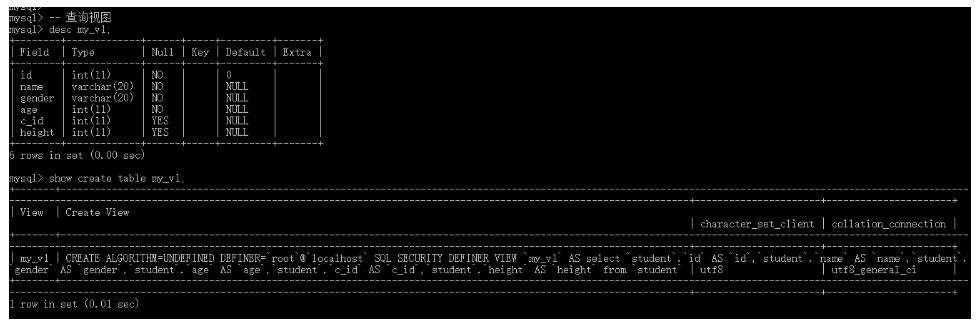 mysql> -- 查询视图
mysql> desc my_v1;
+--------+-------------+------+-----+---------+-------+
| Field | Type | Null | Key | Default | Extra |
+--------+-------------+------+-----+---------+-------+
| id | int(11) | NO | | 0 | |
| name | varchar(20) | NO | | NULL | |
| gender | varchar(20) | NO | | NULL | |
| age | int(11) | NO | | NULL | |
| c_id | int(11) | YES | | NULL | |
| height | int(11) | YES | | NULL | |
+--------+-------------+------+-----+---------+-------+
6 rows in set (0.00 sec)
mysql> show create table my_v1;
| View | Create View
| character_set_client | collation_connection |
| my_v1 | CREATE ALGORITHM=UNDEFINED DEFINER=`root`@`localhost` SQL SECURITY DEFINER VIEW `my_v1` AS select `student`.`id` AS `id`,`student`.`name` AS `name`,`student`.
`gender` AS `gender`,`student`.`age` AS `age`,`student`.`c_id` AS `c_id`,`student`.`height` AS `height` from `student` | utf8 | utf8_general_ci |
1 row in set (0.01 sec)